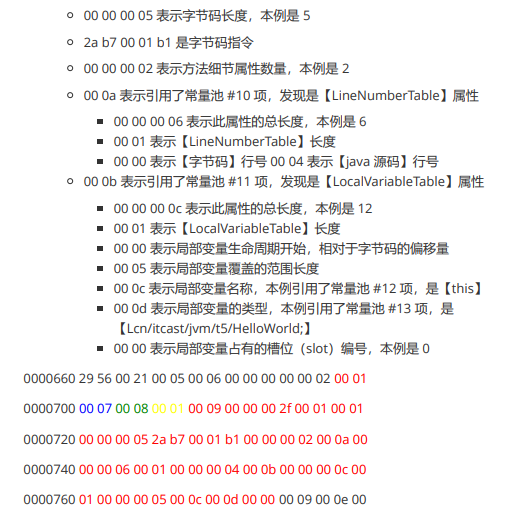 00 00 00 05 表示字节码长度，本例是 5
2a b7 00 01 b1 是字节码指令
00 00 00 02 表示方法细节属性数量，本例是 2
00 0a 表示引用了常量池 #10 项，发现是【LineNumberTable】属性
00 00 00 06 表示此属性的总长度，本例是 6
00 01 表示【LineNumberTable】长度
00 00 表示【字节码】行号 00 04 表示【java 源码】行号
00 0b 表示引用了常量池 #11 项，发现是【LocalVariableTable】属性
00 00 00 0c 表示此属性的总长度，本例是 12
00 01 表示【LocalVariableTable】长度
00 00 表示局部变量生命周期开始，相对于字节码的偏移量
00 05 表示局部变量覆盖的范围长度
00 0c 表示局部变量名称，本例引用了常量池 #12 项，是【this】
00 0d 表示局部变量的类型，本例引用了常量池 #13 项，是
【Lcn/itcast/jvm/t5/HelloWorld;】
00 00 表示局部变量占有的槽位（slot）编号，本例是 0
0000660 29 56 00 21 00 05 00 06 00 00 00 00 00 02 00 01
0000700 00 07 00 08 00 01 00 09 00 00 00 2f 00 01 00 01
0000720 00 00 00 05 2a b7 00 01 b1 00 00 00 02 00 0a 00
0000740 00 00 06 00 01 00 00 00 04 00 0b 00 00 00 0c 00
0000760 01 00 00 00 05 00 0c 00 0d 00 00 00 09 00 0e 00